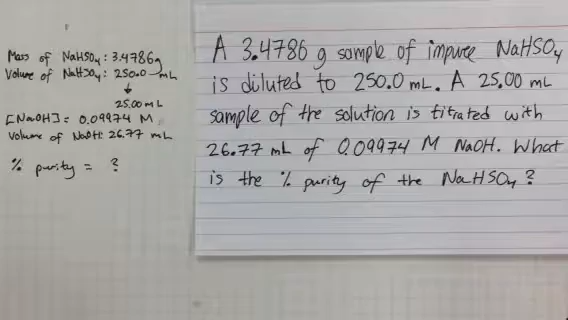 Mass of NaHSO4: 3.4786g
Volume of NaHSO4: 250.0 mL
↓
25.00 mL
[NaOH] = 0.09974 M
Volume of NaOH: 26.77 mL
% purity = ?
A 3.4786 g sample of impure NaHSO4
is diluted to 250.0 mL. A 25.00 mL
sample of the solution is titrated with
26.77 mL of 0.09974 M NaOH. What
is the % purity of the NaHSO4?